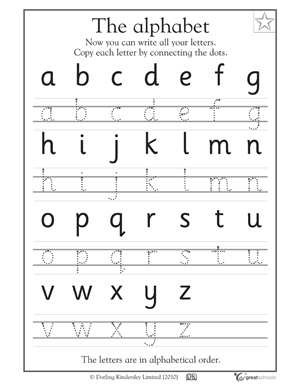 The alphabet
Now you can write all your letters.
Copy each letter by connecting the dots.
a b c d e f g
a b c d e f g
h i j k l m n
h i j k l m n
o p q r s t u
o p q r s t u
v w x y z
v w x y z
The letters are in alphabetical order.
© Dorling Kindersley Limited [2010] DK
greatschools